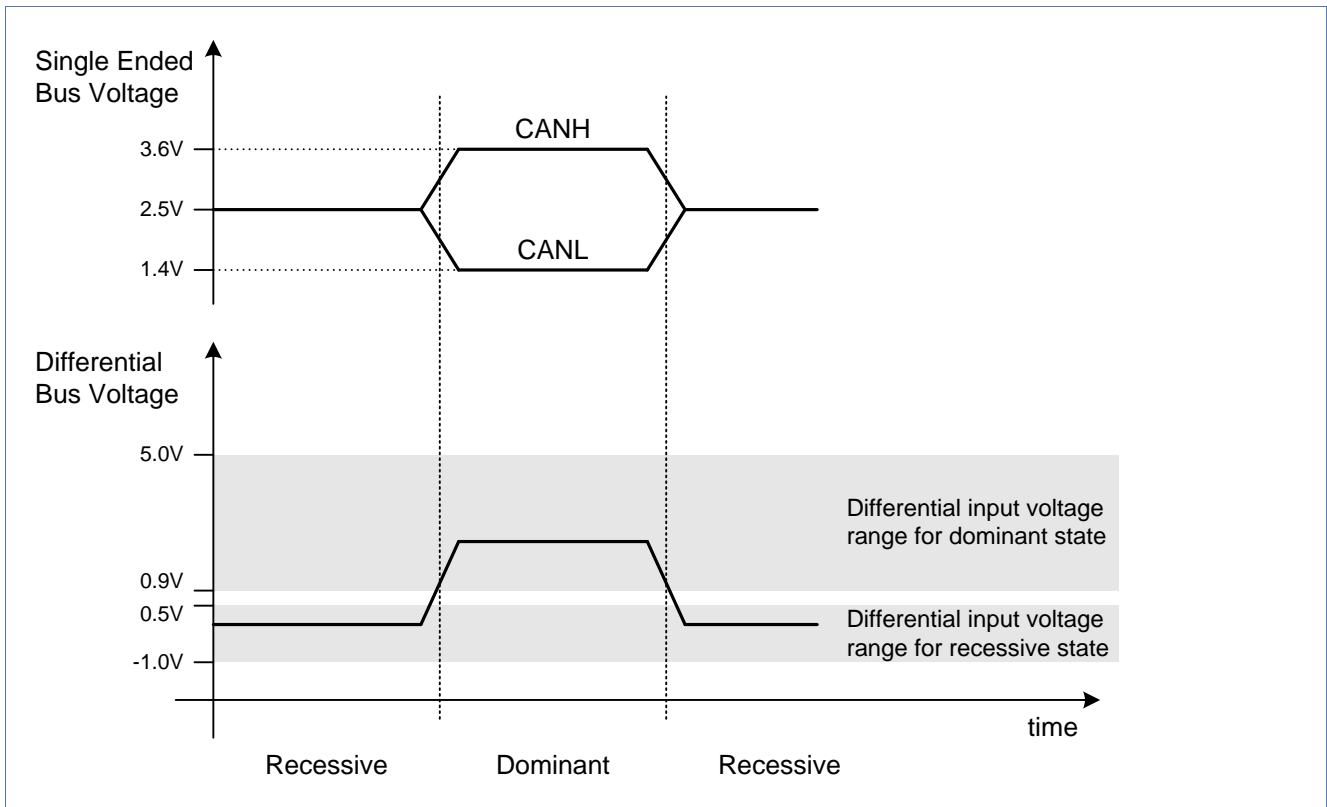 Single Ended
Bus Voltage
CANH
3.6V
2.5V
CANL
1.4V
Differential
Bus Voltage
5.0V
Differential input voltage
range for dominant state
0.9V
0.5V
Differential input voltage
range for recessive state
-1.0V
time
Recessive
Dominant
Recessive